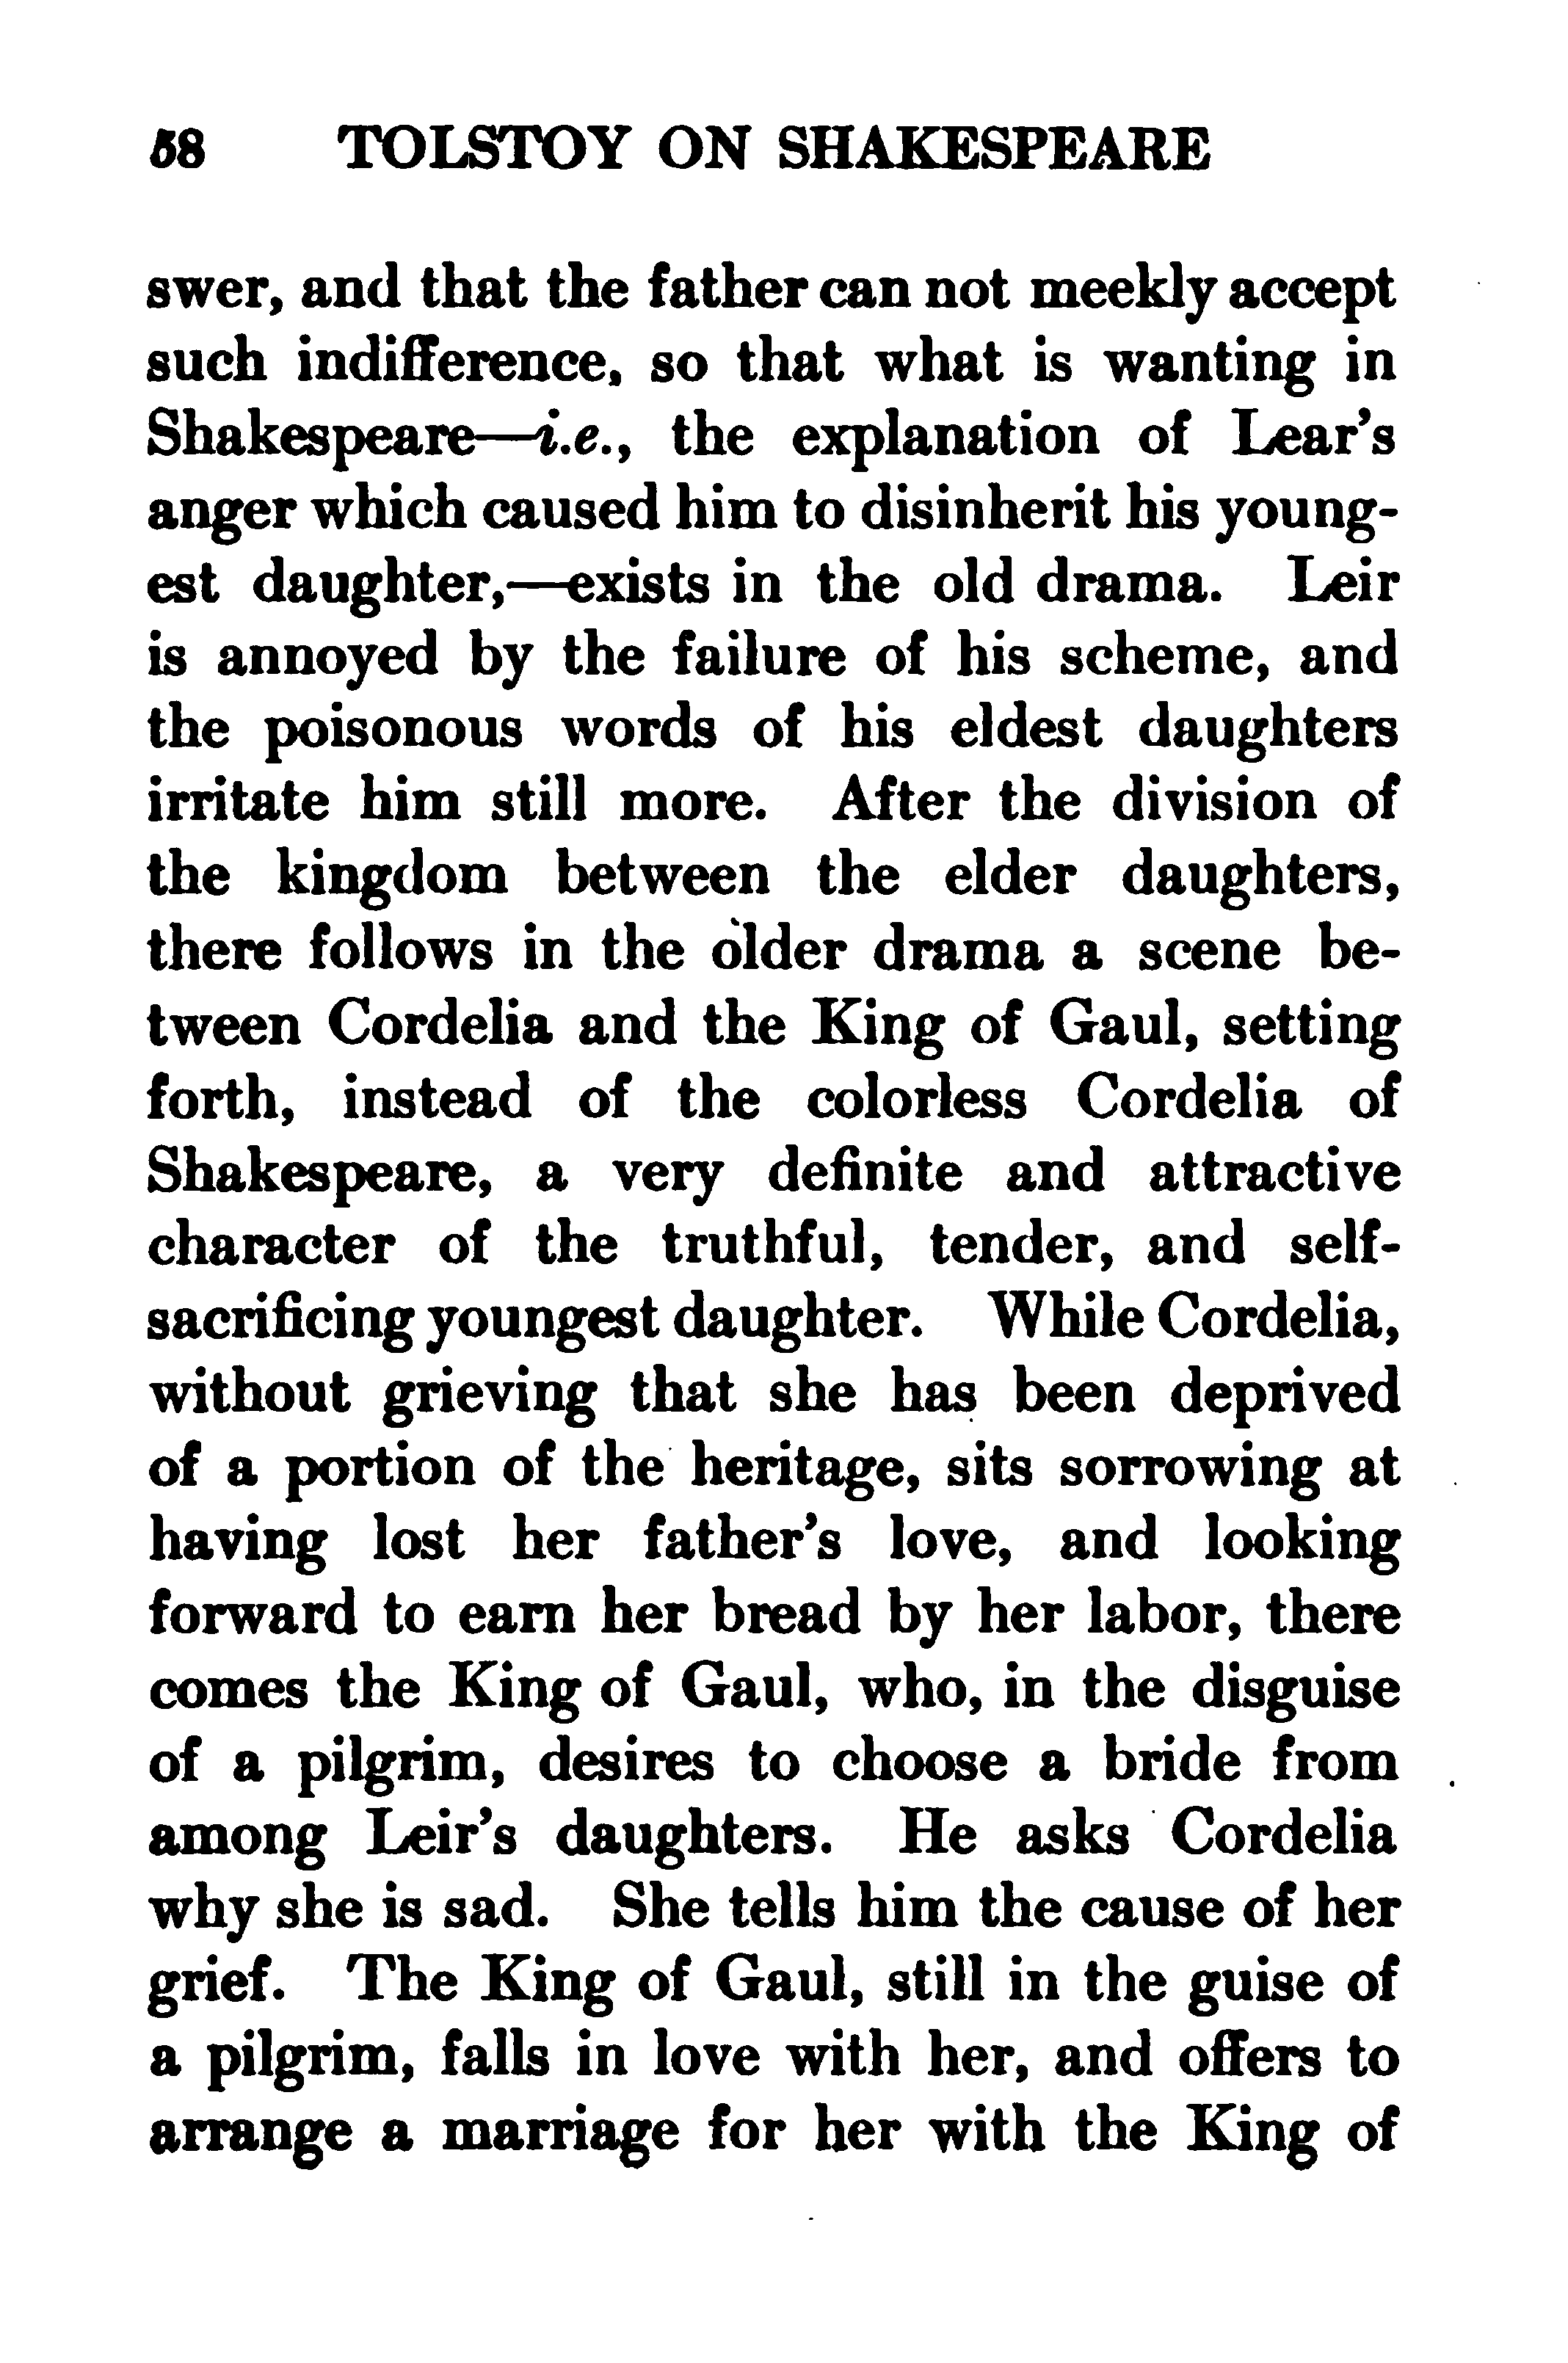 58 TOLSTOY ON SHAKESPEARE
swer, and that the father can not meekly accept
such indifference, so that what is wanting in
Shakespeare—i.e., the explanation of Lear's
anger which caused him to disinherit his young-
est daughter,—exists in the old drama. Leir
is annoyed by the failure of his scheme, and
the poisonous words of his eldest daughters
irritate him still more. After the division of
the kingdom between the elder daughters,
there follows in the older drama a scene be-
tween Cordelia and the King of Gaul, setting
forth, instead of the colorless Cordelia of
Shakespeare, a very definite and attractive
character of the truthful, tender, and self-
sacrificing youngest daughter. While Cordelia,
without grieving that she has been deprived
of a portion of the heritage, sits sorrowing at
having lost her father's love, and looking
forward to earn her bread by her labor, there
comes the King of Gaul, who, in the disguise
of a pilgrim, desires to choose a bride from
among Leir's daughters. He asks Cordelia
why she is sad. She tells him the cause of her
grief. The King of Gaul, still in the guise of
a pilgrim, falls in love with her, and offers to
arrange a marriage for her with the King of